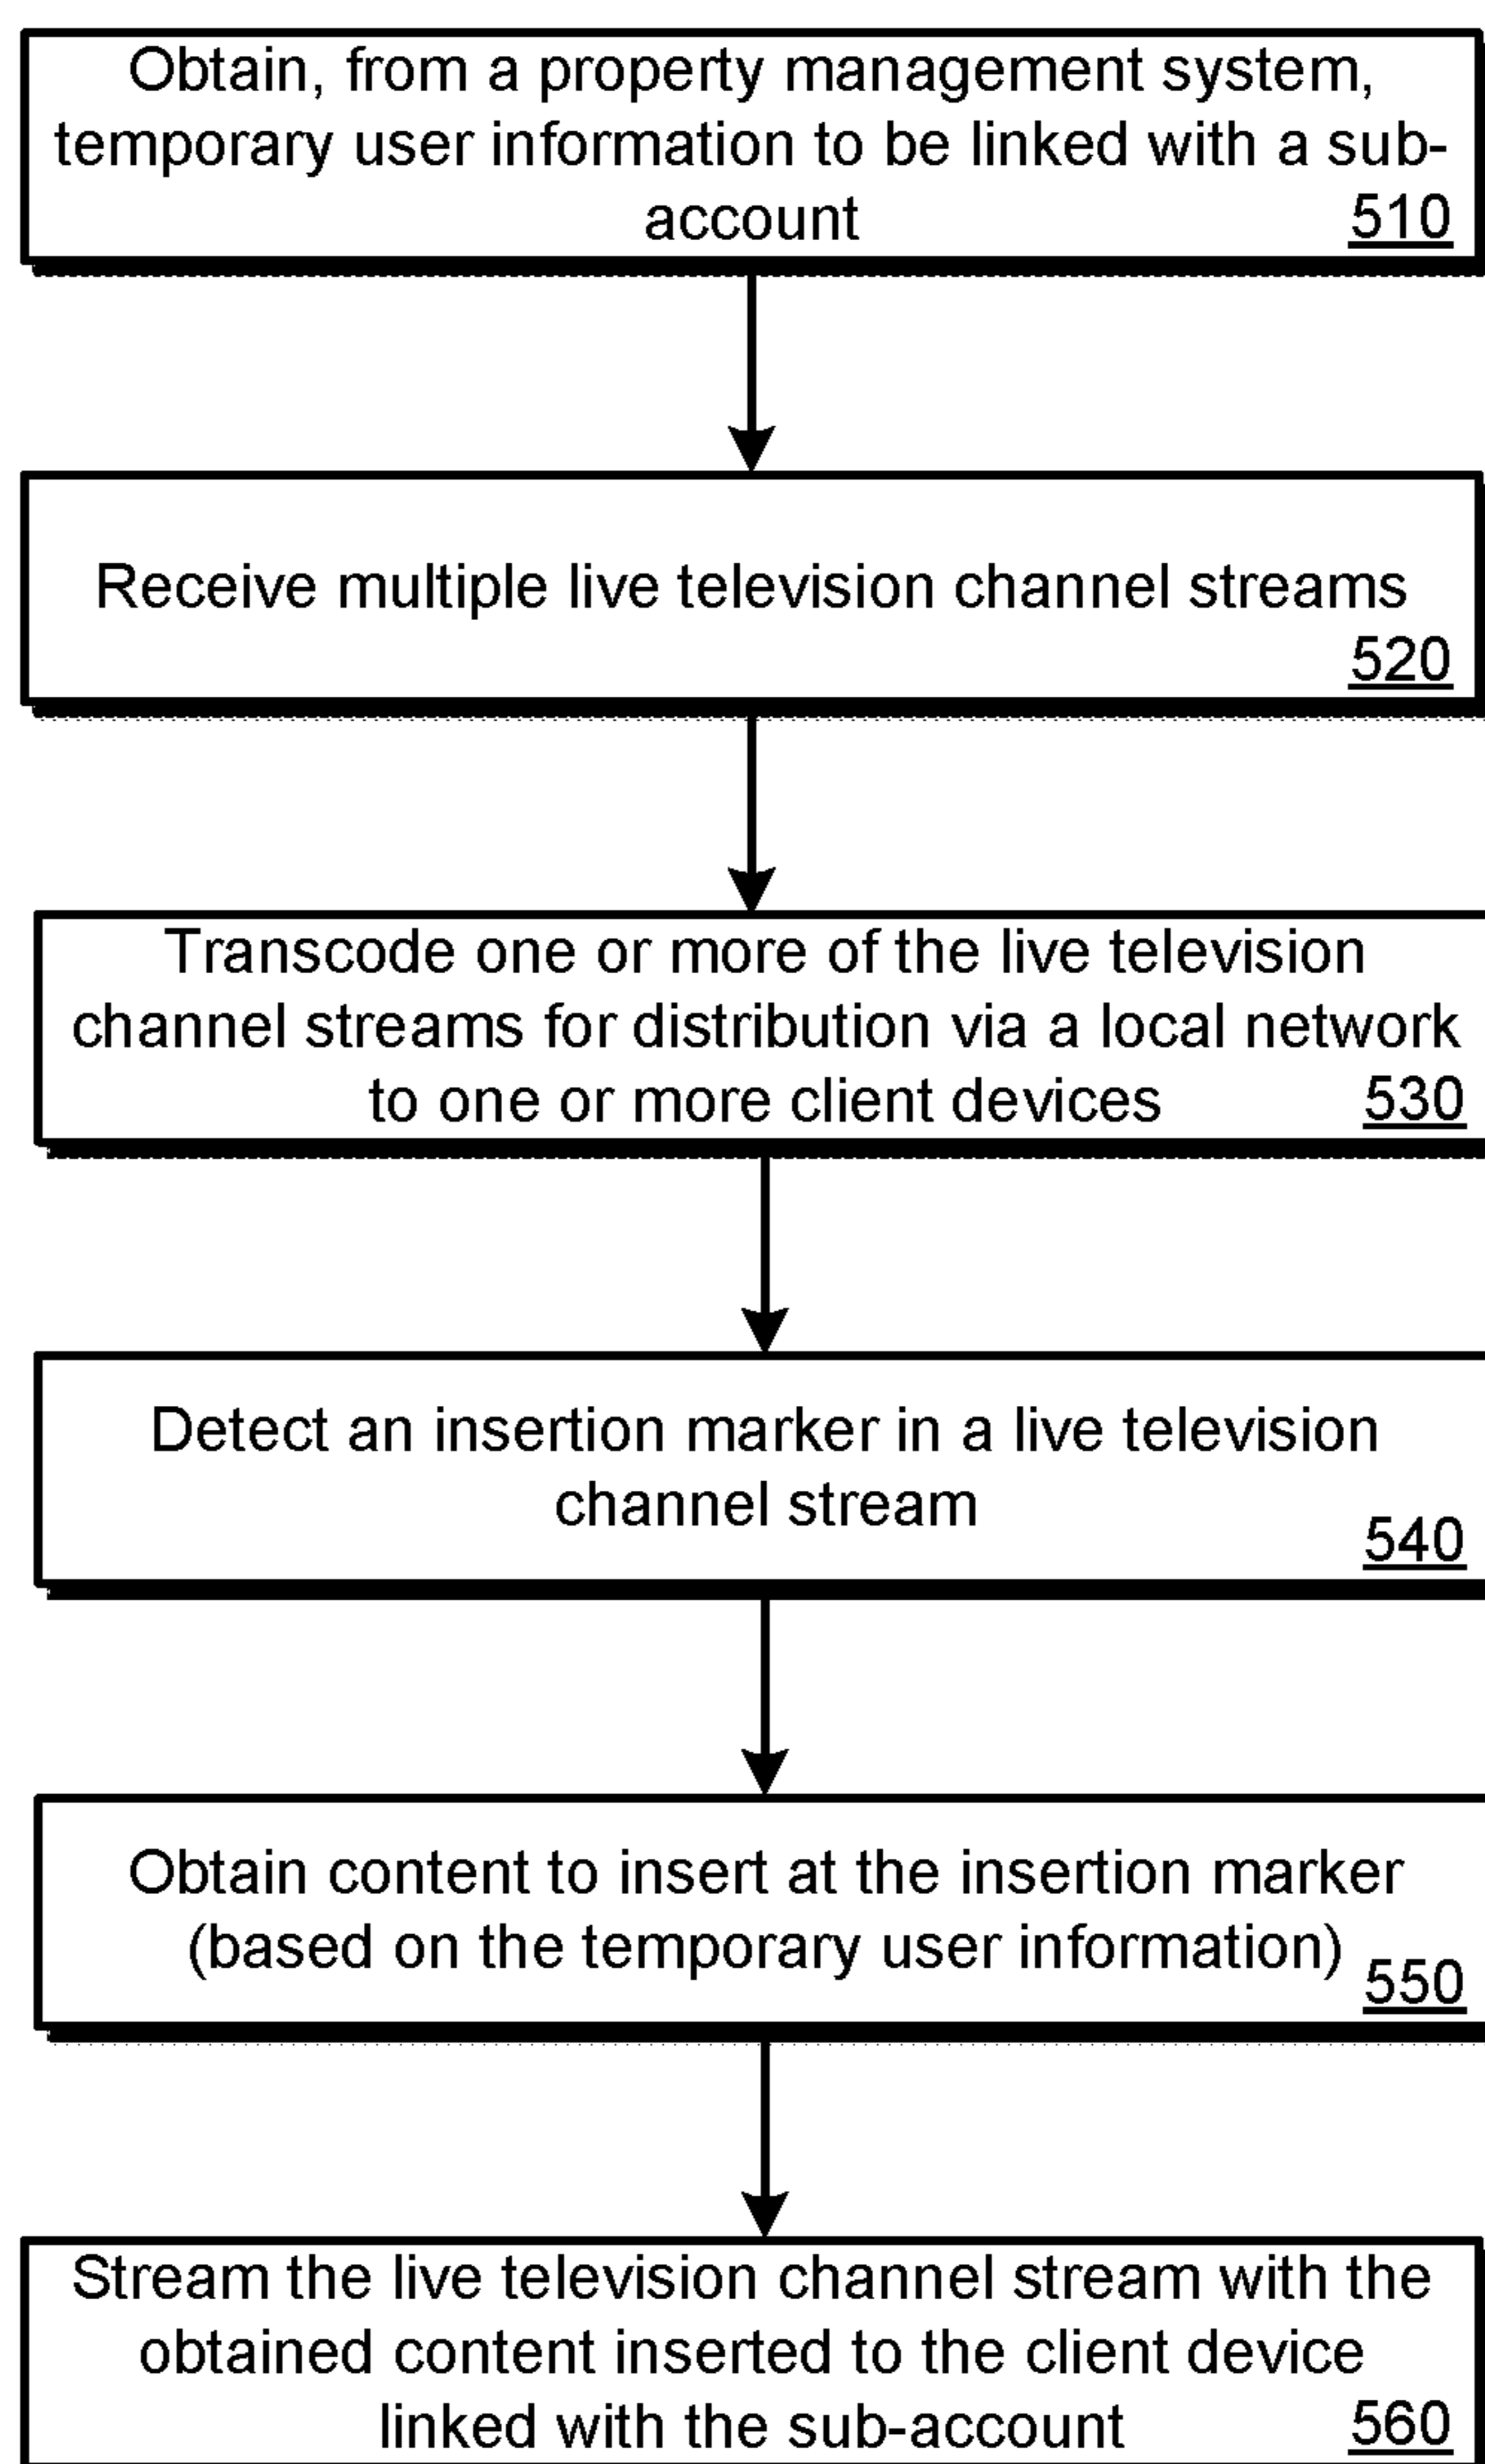 Obtain, from a property management system,
temporary user information to be linked with a sub-
account 510
Receive multiple live television channel streams
520
Transcode one or more of the live television
channel streams for distribution via a local network
to one or more client devices 530
Detect an insertion marker in a live television
channel stream
540
Obtain content to insert at the insertion marker
(based on the temporary user information)
550
Stream the live television channel stream with the
obtained content inserted to the client device
linked with the sub-account 560